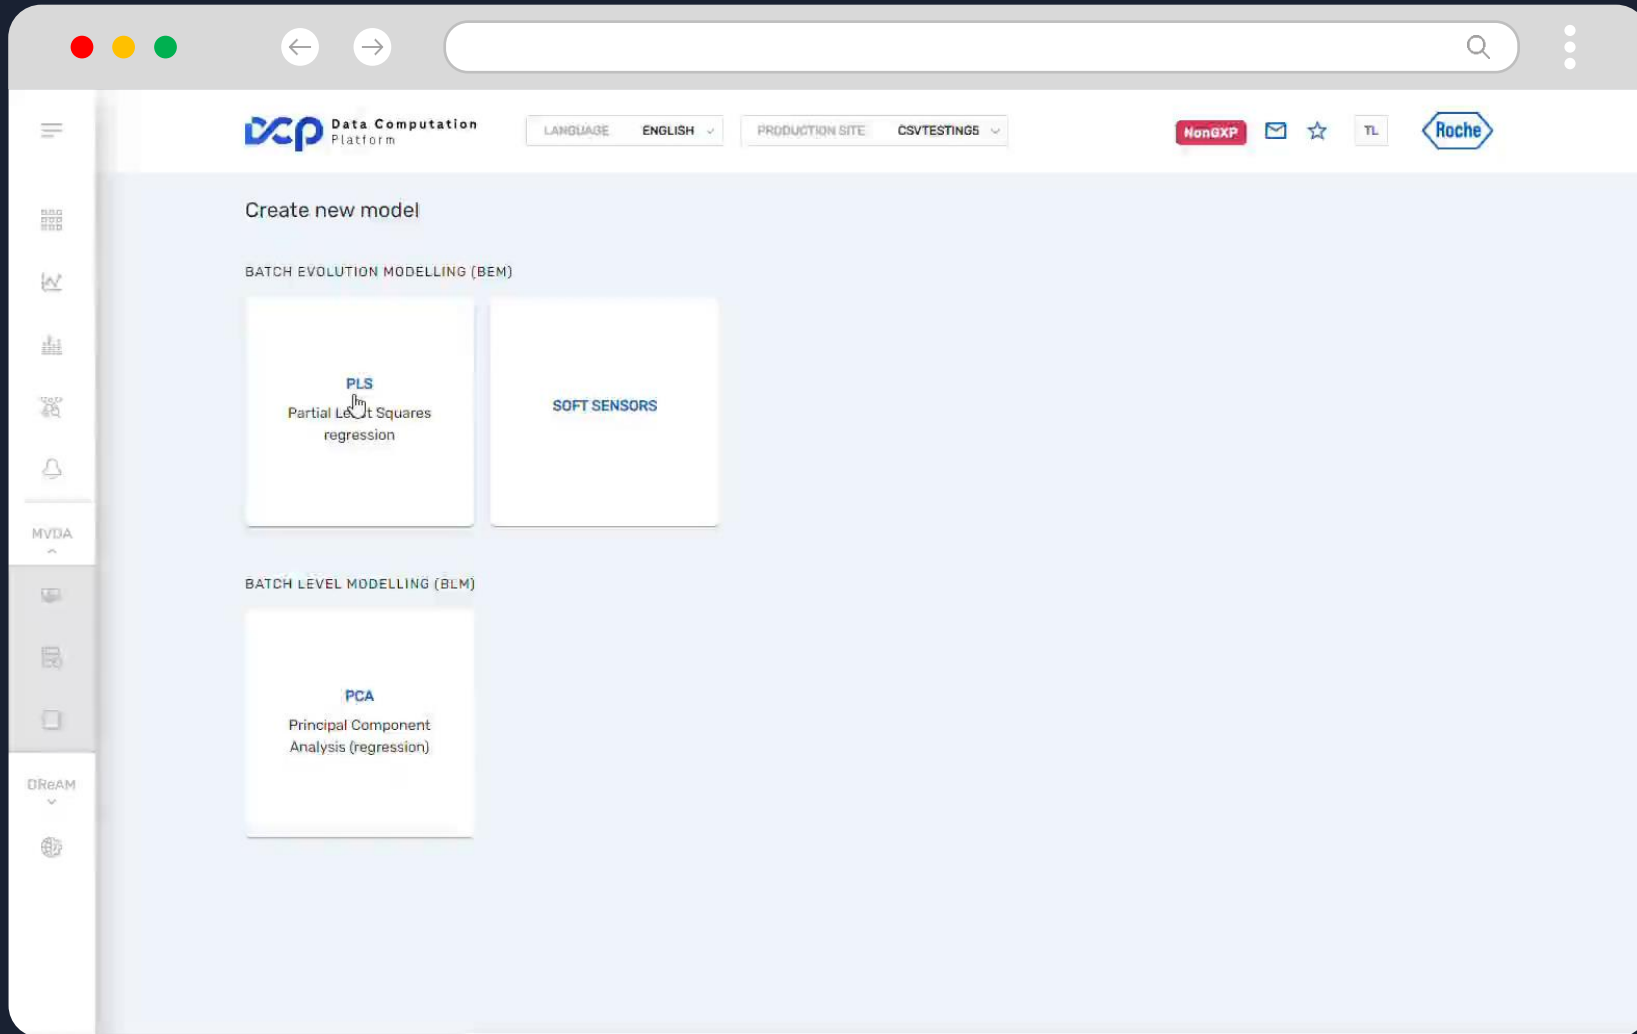 Data Computation
Platform
LANGUAGE ENGLISH
PRODUCTION SITE CSVTESTING5
NonGXP
TL
Roche
Create new model
BATCH EVOLUTION MODELLING (BEM)
PLS
Partial Least Squares
regression
SOFT SENSORS
MVDA
BATCH LEVEL MODELLING (BLM)
PCA
Principal Component
Analysis (regression)
DReAM